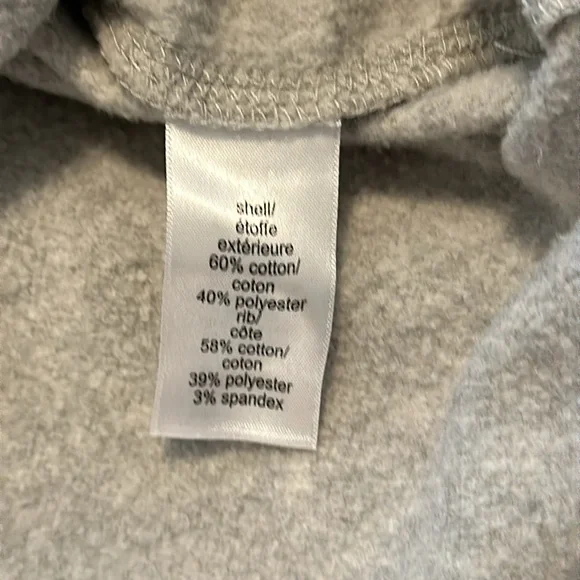 shell/
étoffe
extérieure
60% cotton/
coton
40% polyester
rib/
côte
58% cotton/
coton
39% polyester
3% spandex